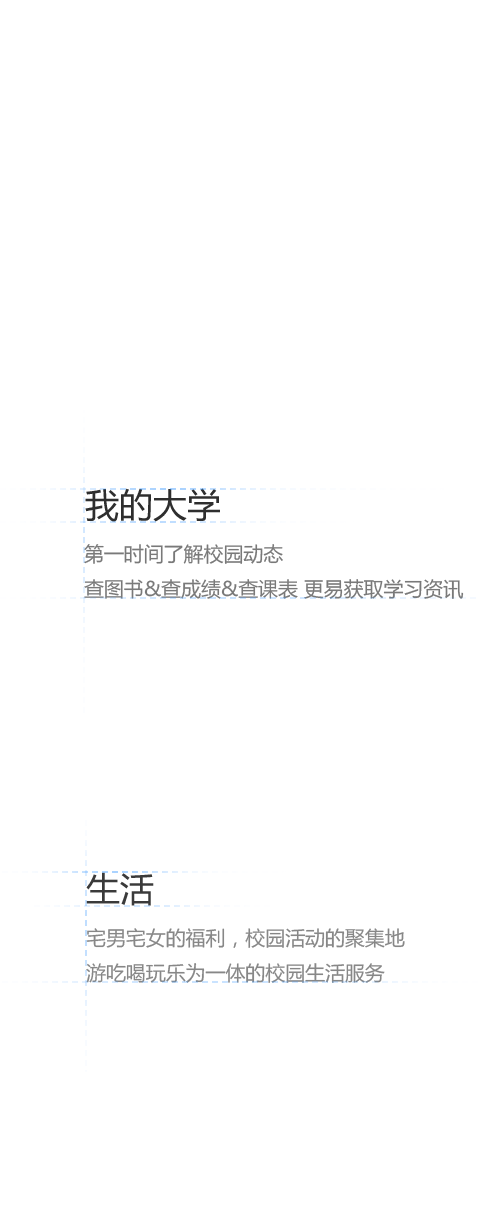 我的大学
第一时间了解校园动态
查图书&查成绩&查课表 更易获取学习资讯
生活
宅男宅女的福利，校园活动的聚集地
游吃喝玩乐为一体的校园生活服务